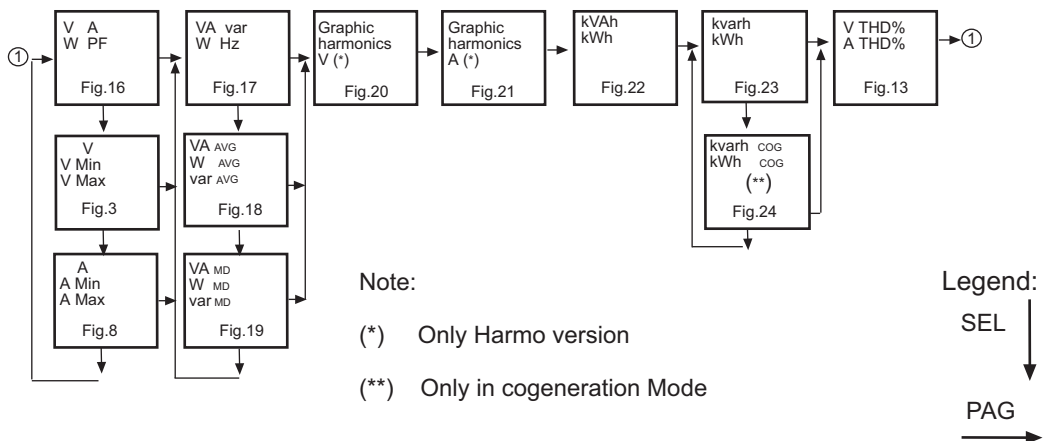 ①
V A
W PF
Fig.16
VA var
W Hz
Fig.17
Graphic
harmonics
V (*)
Fig.20
Graphic
harmonics
A (*)
Fig.21
kVAh
kWh
Fig.22
kvarh
kWh
Fig.23
V THD%
A THD%
Fig.13
①
V
V Min
V Max
Fig.3
VA AVG
W AVG
var AVG
Fig.18
kvarh COG
kWh COG
(**)
Fig.24
A
A Min
A Max
Fig.8
VA MD
W MD
var MD
Fig.19
Note:
(*) Only Harmo version
(**) Only in cogeneration Mode
Legend:
SEL
PAG